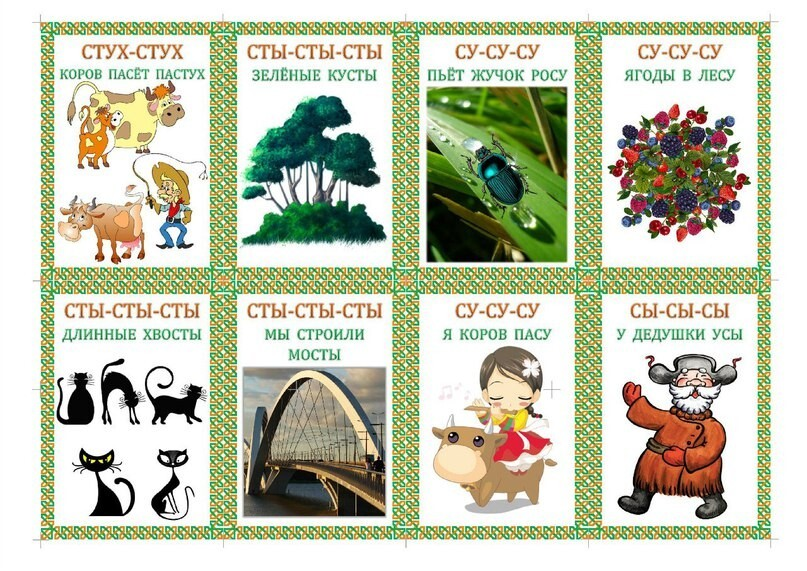 СТУХ-СТУХ
КОРОВ ПАСЁТ ПАСТУХ
СТЫ-СТЫ-СТЫ
ЗЕЛЁНЫЕ КУСТЫ
СУ-СУ-СУ
ПЬЁТ ЖУЧОК РОСУ
СУ-СУ-СУ
ЯГОДЫ В ЛЕСУ
СТЫ-СТЫ-СТЫ
ДЛИННЫЕ ХВОСТЫ
СТЫ-СТЫ-СТЫ
МЫ СТРОИЛИ
МОСТЫ
СУ-СУ-СУ
Я КОРОВ ПАСУ
СЫ-СЫ-СЫ
У ДЕДУШКИ УСЫ